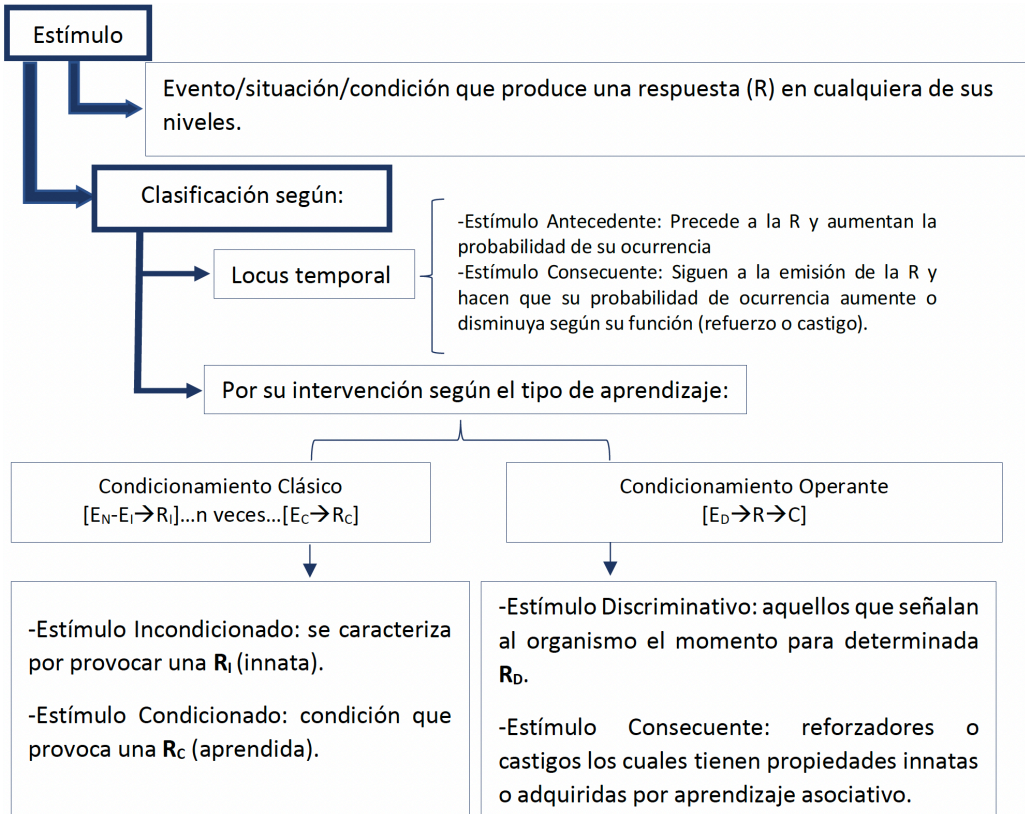 Estímulo
Evento/situación/condición que produce una respuesta (R) en cualquiera de sus
niveles.
Clasificación según:
Locus temporal
-Estímulo Antecedente: Precede a la R y aumentan la
probabilidad de su ocurrencia
-Estímulo Consecuente: Siguen a la emisión de la R y
hacen que su probabilidad de ocurrencia aumente o
disminuya según su función (refuerzo o castigo).
Por su intervención según el tipo de aprendizaje:
Condicionamiento Clásico
[EN-EI→RI]...n veces...[EC→RC]
-Estímulo Incondicionado: se caracteriza
por provocar una RI (innata).
-Estímulo Condicionado: condición que
provoca una RC (aprendida).
Condicionamiento Operante
[ED→R→C]
-Estímulo Discriminativo: aquellos que señalan
al organismo el momento para determinada
RD.
-Estímulo Consecuente: reforzadores o
castigos los cuales tienen propiedades innatas
o adquiridas por aprendizaje asociativo.